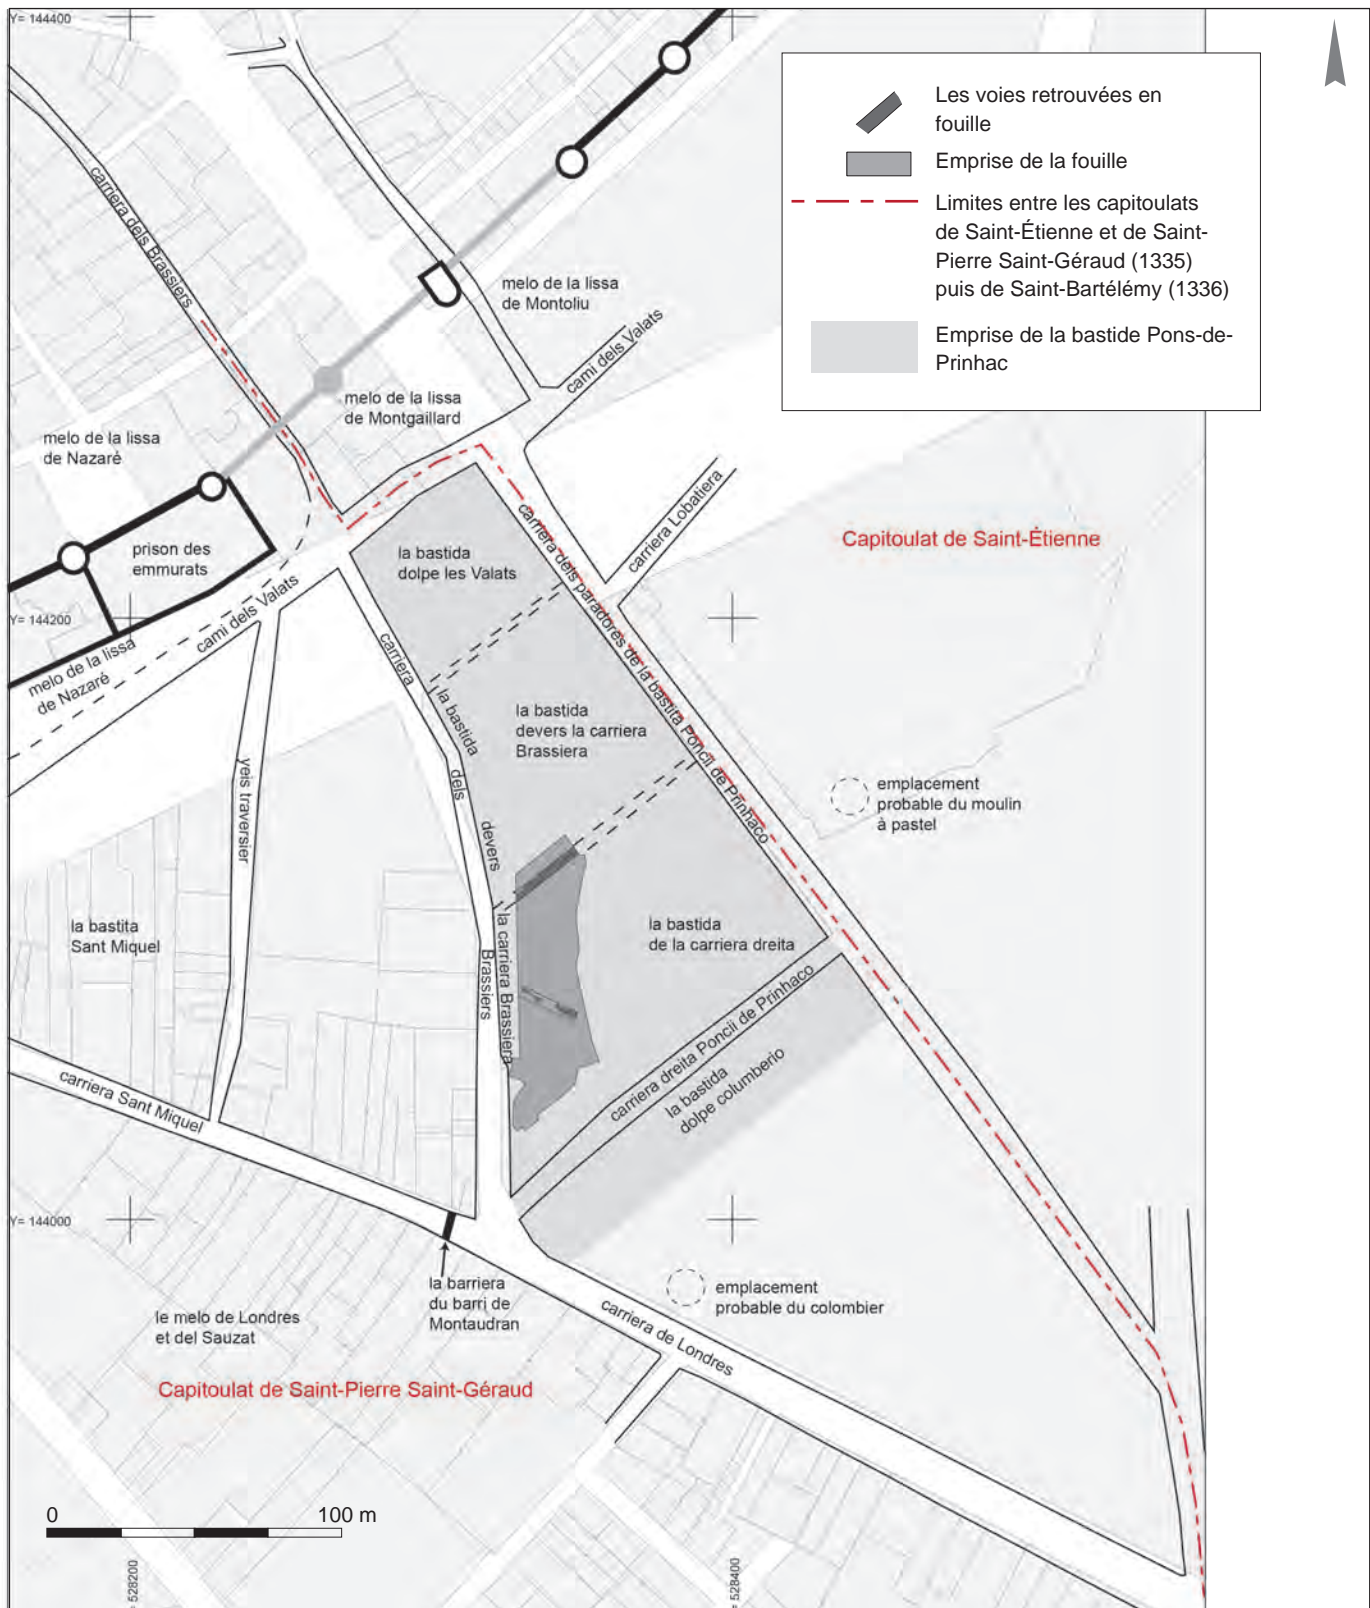 Y= 144400
Les voies retrouvées en
fouille
Emprise de la fouille
Limites entre les capitoulats
de Saint-Étienne et de Saint-
Pierre Saint-Géraud (1335)
puis de Saint-Bartélémy (1336)
Emprise de la bastide Pons-de-
Prinhac
carriera dels Brassiers
melo de la lissa
de Montoliu
cami dels Valats
melo de la lissa
de Montgaillard
melo de la lissa
de Nazaré
prison des
emmurats
carriera Lobatiera
Capitoulat de Saint-Étienne
la bastida
dolpe les Valats
carriera dels paradores de la bastita Poncii de Prinhaco
Y= 144200
cami dels Valats
melo de la lissa
de Nazaré
carriera
dels
Brassiers
la bastida
devers
la carriera Brassiera
la bastida
devers la carriera
Brassiera
yeis traversier
emplacement
probable du moulin
à pastel
la bastita
Sant Miquel
la bastida
de la carriera dreita
carriera dreita Poncii de Prinhaco
la bastida
dolpe columberio
carriera Sant Miquel
Y= 144000
la barriera
du barri de
Montaudran
emplacement
probable du colombier
le melo de Londres
et del Sauzat
carriera de Londres
Capitoulat de Saint-Pierre Saint-Géraud
0
100 m
= 528200
= 528400